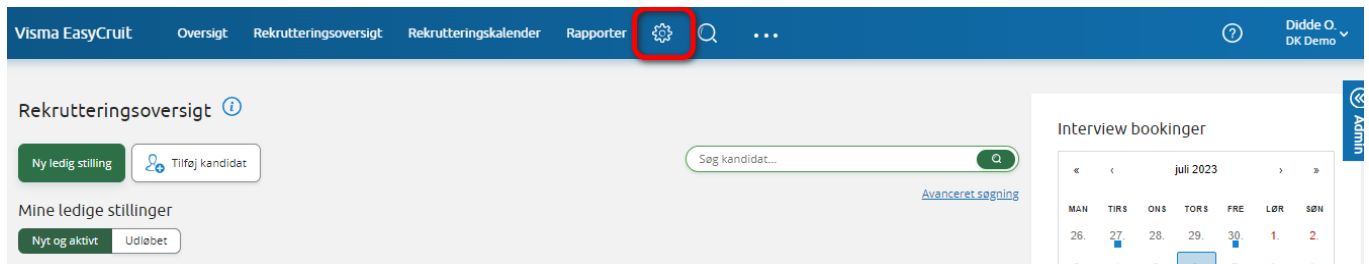 Visma EasyCruit Oversigt Rekrutteringsoversigt Rekrutteringskalender Rapporter ... ? Didde O.
DK Demo
Rekrutteringsoversigt i
Ny ledig stilling Tilføj kandidat
Søg kandidat...
Avanceret søgning
Mine ledige stillinger
Nyt og aktivt Udløbet
Interview bookinger
« ‹ juli 2023 › »
MAN TIRS ONS TORS FRE LØR SØN
26. 27. 28. 29. 30. 1. 2.
Admin